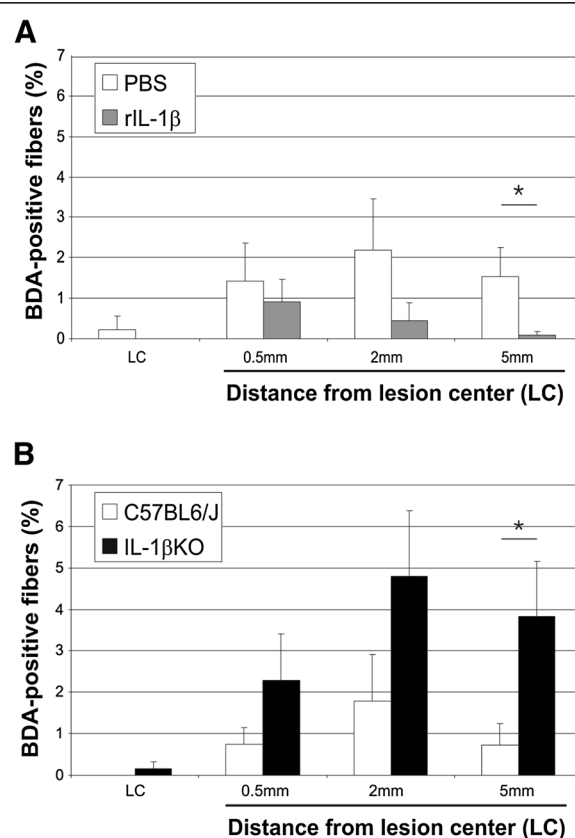 A
BDA-positive fibers (%)
7
6
5
4
3
2
1
0
PBS
rIL-1β
*
LC 0.5mm 2mm 5mm
Distance from lesion center (LC)
B
BDA-positive fibers (%)
7
6
5
4
3
2
1
0
C57BL6/J
IL-1βKO
*
LC 0.5mm 2mm 5mm
Distance from lesion center (LC)